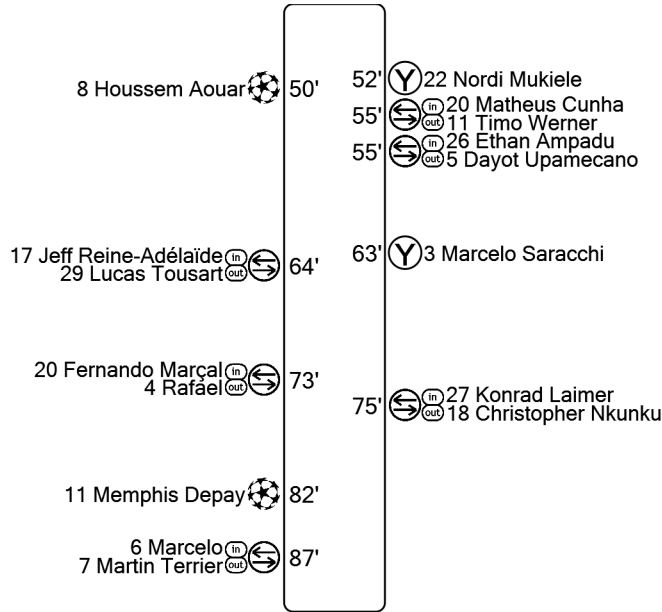 8 Houssem Aouar 50'
52' Y 22 Nordi Mukiele
55' in 20 Matheus Cunha
out 11 Timo Werner
55' in 26 Ethan Ampadu
out 5 Dayot Upamecano
63' Y 3 Marcelo Saracchi
17 Jeff Reine-Adélaïde in 64'
29 Lucas Tousart out
20 Fernando Marçal in 73'
4 Rafael out
75' in 27 Konrad Laimer
out 18 Christopher Nkunku
11 Memphis Depay 82'
6 Marcelo in 87'
7 Martin Terrier out